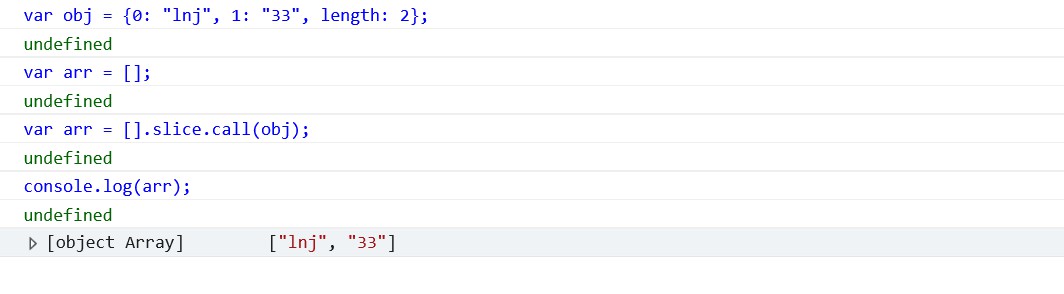 var obj = {0: "lnj", 1: "33", length: 2};
undefined
var arr = [];
undefined
var arr = [].slice.call(obj);
undefined
console.log(arr);
undefined
[object Array] ["lnj", "33"]